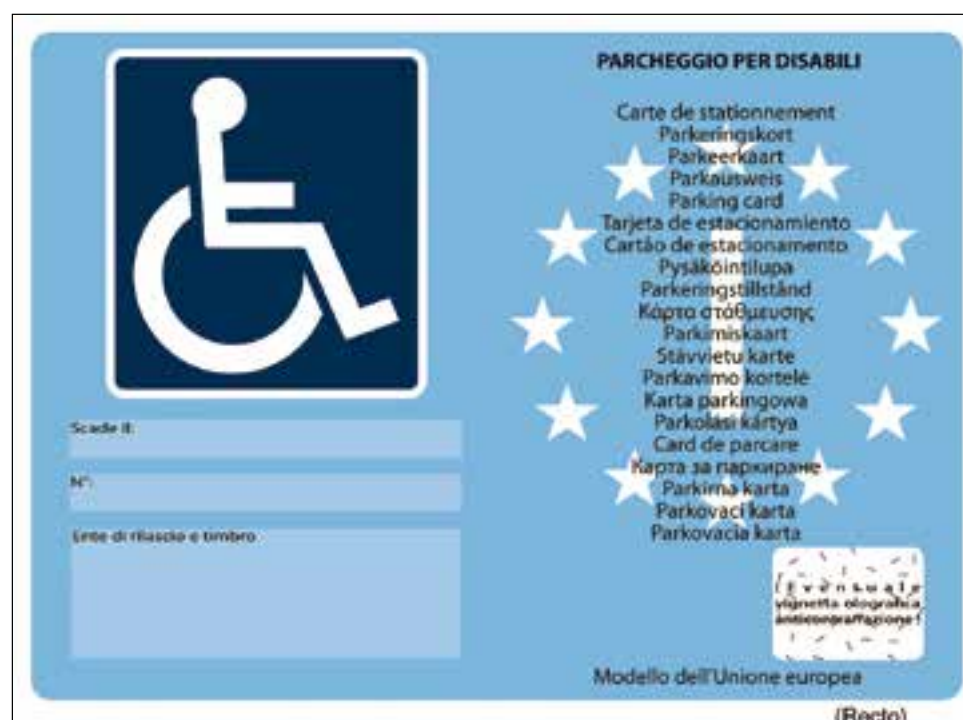 PARCHEGGIO PER DISABILI
Carte de stationnement
Parkeringskort
Parkeerkaart
Parkausweis
Parking card
Tarjeta de estacionamiento
Cartão de estacionamento
Pysäköintilupa
Parkeringstillstånd
Κάρτα στάθμευσης
Parkimiskaart
Stāvvietu karte
Parkavimo kortelė
Karta parkingowa
Parkolási kártya
Card de parcare
Карта за паркиране
Parkirna karta
Parkovací karta
Parkovacia karta
Scade il:
N°:
Ente di rilascio e timbro
(Eventuale
vignetta olografica
anticontraffazione)
Modello dell'Unione europea
(Recto)